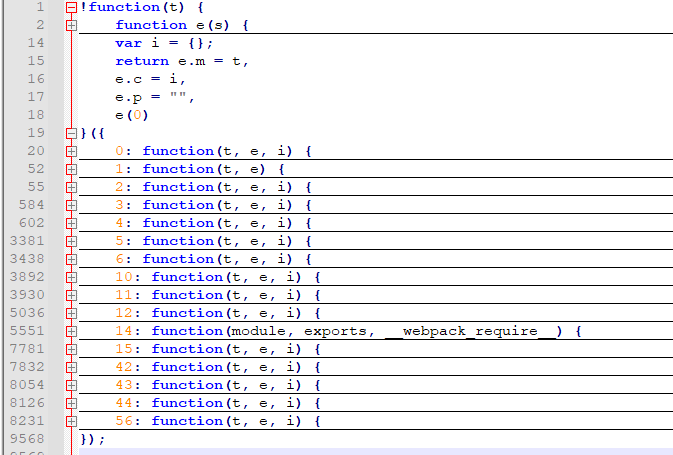 1 !function(t) {
2 function e(s) {
14 var i = {};
15 return e.m = t,
16 e.c = i,
17 e.p = "",
18 e(0)
19 }({
20 0: function(t, e, i) {
52 1: function(t, e) {
55 2: function(t, e, i) {
584 3: function(t, e, i) {
602 4: function(t, e, i) {
3381 5: function(t, e, i) {
3438 6: function(t, e, i) {
3892 10: function(t, e, i) {
3930 11: function(t, e, i) {
5036 12: function(t, e, i) {
5551 14: function(module, exports, __webpack_require__) {
7781 15: function(t, e, i) {
7832 42: function(t, e, i) {
8054 43: function(t, e, i) {
8126 44: function(t, e, i) {
8231 56: function(t, e, i) {
9568 });